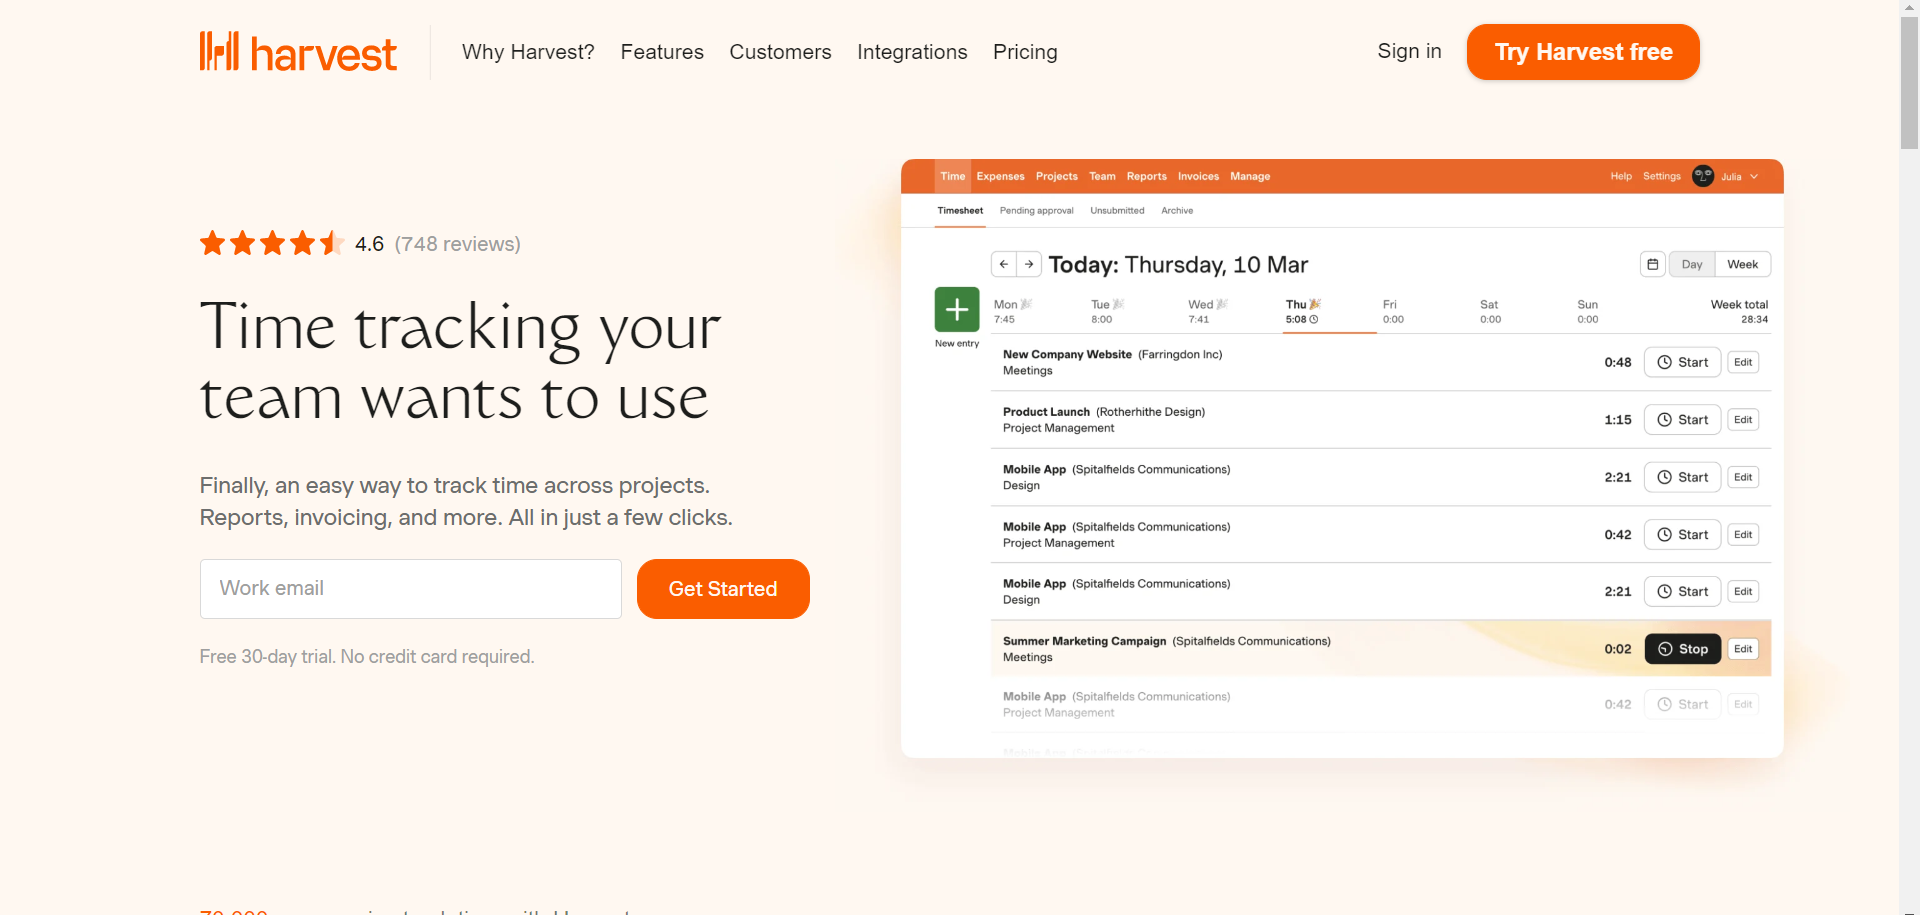 harvest
Why Harvest? Features Customers Integrations Pricing
Sign in
Try Harvest free
4.6 (748 reviews)
Time tracking your
team wants to use
Finally, an easy way to track time across projects.
Reports, invoicing, and more. All in just a few clicks.
Work email
Get Started
Free 30-day trial. No credit card required.
Time Expenses Projects Team Reports Invoices Manage
Help Settings Julia
Timesheet Pending approval Unsubmitted Archive
Today: Thursday, 10 Mar
Day Week
New entry
Mon Tue Wed Thu Fri Sat Sun Week total
7:45 8:00 7:41 5:08 0:00 0:00 0:00 28:34
New Company Website (Farringdon Inc)
Meetings
0:48 Start Edit
Product Launch (Rotherhithe Design)
Project Management
1:15 Start Edit
Mobile App (Spitalfields Communications)
Design
2:21 Start Edit
Mobile App (Spitalfields Communications)
Project Management
0:42 Start Edit
Mobile App (Spitalfields Communications)
Design
2:21 Start Edit
Summer Marketing Campaign (Spitalfields Communications)
Meetings
0:02 Stop Edit
Mobile App (Spitalfields Communications)
Project Management
0:42 Start Edit
Mobile App